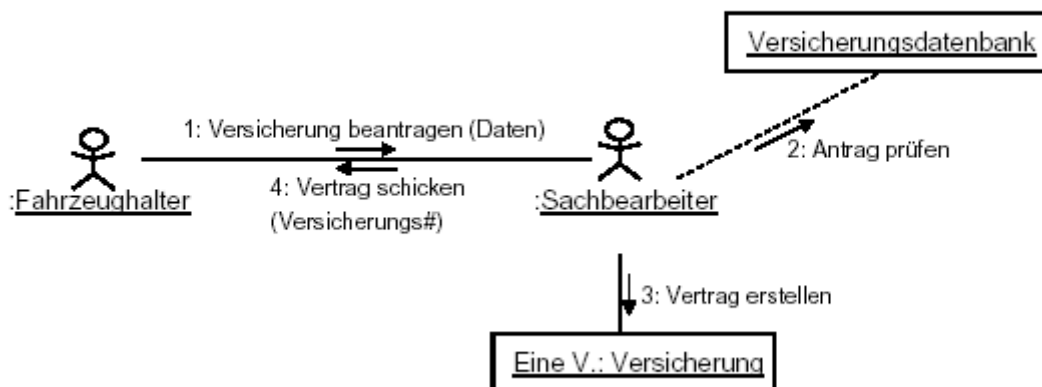 Versicherungsdatenbank
1: Versicherung beantragen (Daten)
2: Antrag prüfen
4: Vertrag schicken
(Versicherungs#)
:Fahrzeughalter
:Sachbearbeiter
3: Vertrag erstellen
Eine V.: Versicherung